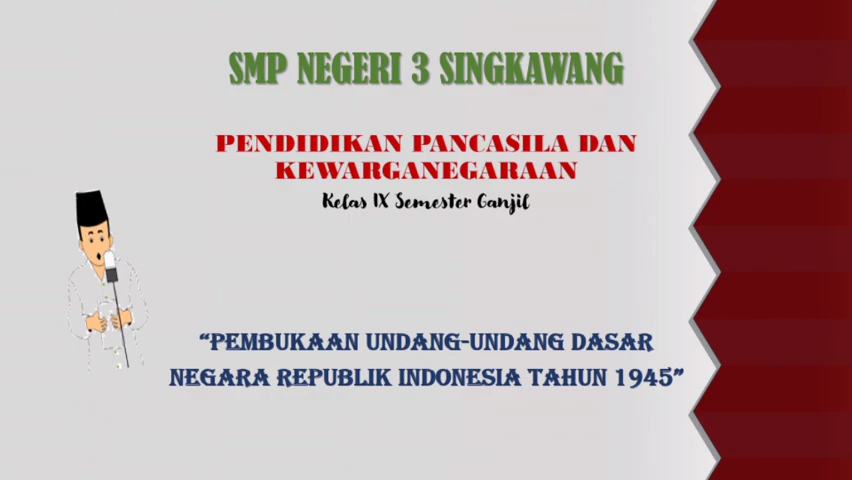 SMP NEGERI 3 SINGKAWANG
PENDIDIKAN PANCASILA DAN
KEWARGANEGARAAN
Kelas IX Semester Ganjil
“PEMBUKAAN UNDANG-UNDANG DASAR
NEGARA REPUBLIK INDONESIA TAHUN 1945”